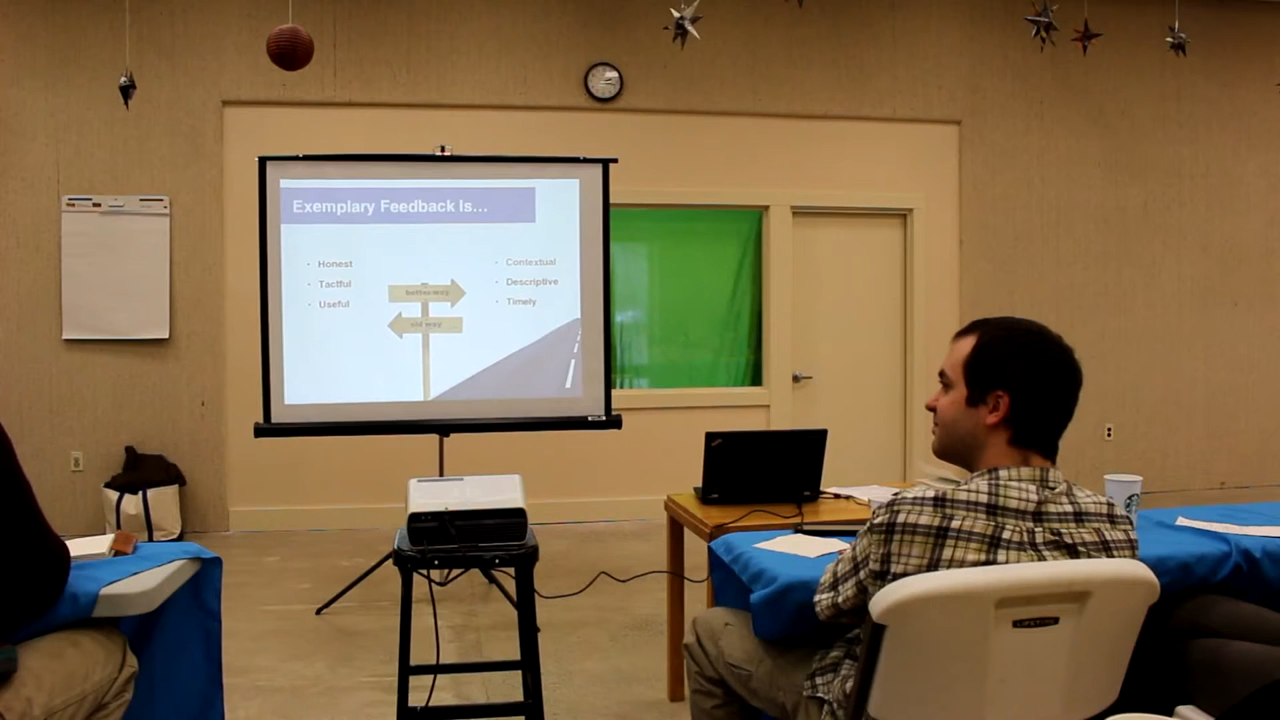 Exemplary Feedback Is...
Honest
Tactful
Useful
Contextual
Descriptive
Timely
better way
old way
LIFETIME